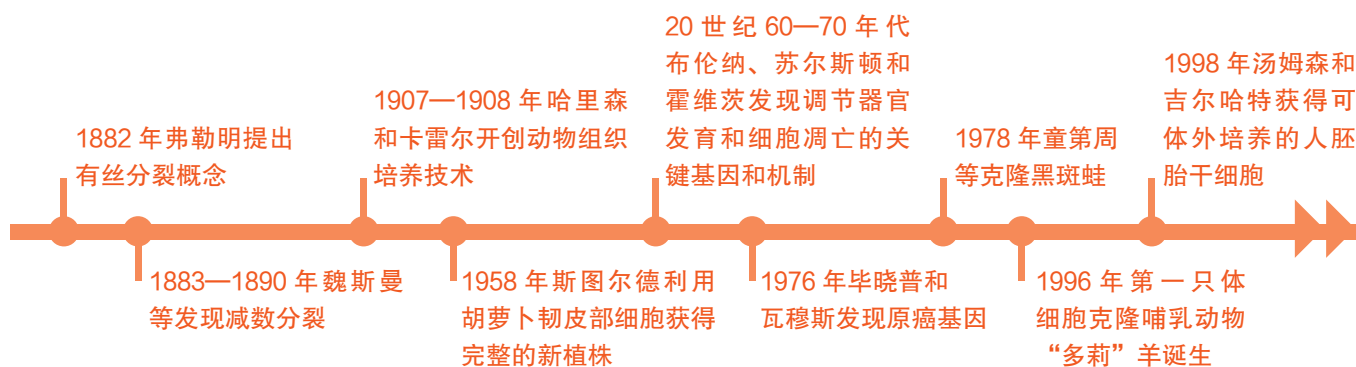 1882 年弗勒明提出
有丝分裂概念
1883—1890 年魏斯曼
等发现减数分裂
1907—1908 年哈里森
和卡雷尔开创动物组织
培养技术
1958 年斯图尔德利用
胡萝卜韧皮部细胞获得
完整的新植株
20 世纪 60—70 年代
布伦纳、苏尔斯顿和
霍维茨发现调节器官
发育和细胞凋亡的关
键基因和机制
1976 年毕晓普和
瓦穆斯发现原癌基因
1978 年童第周
等克隆黑斑蛙
1996 年第一只体
细胞克隆哺乳动物
“多莉”羊诞生
1998 年汤姆森和
吉尔哈特获得可
体外培养的人胚
胎干细胞